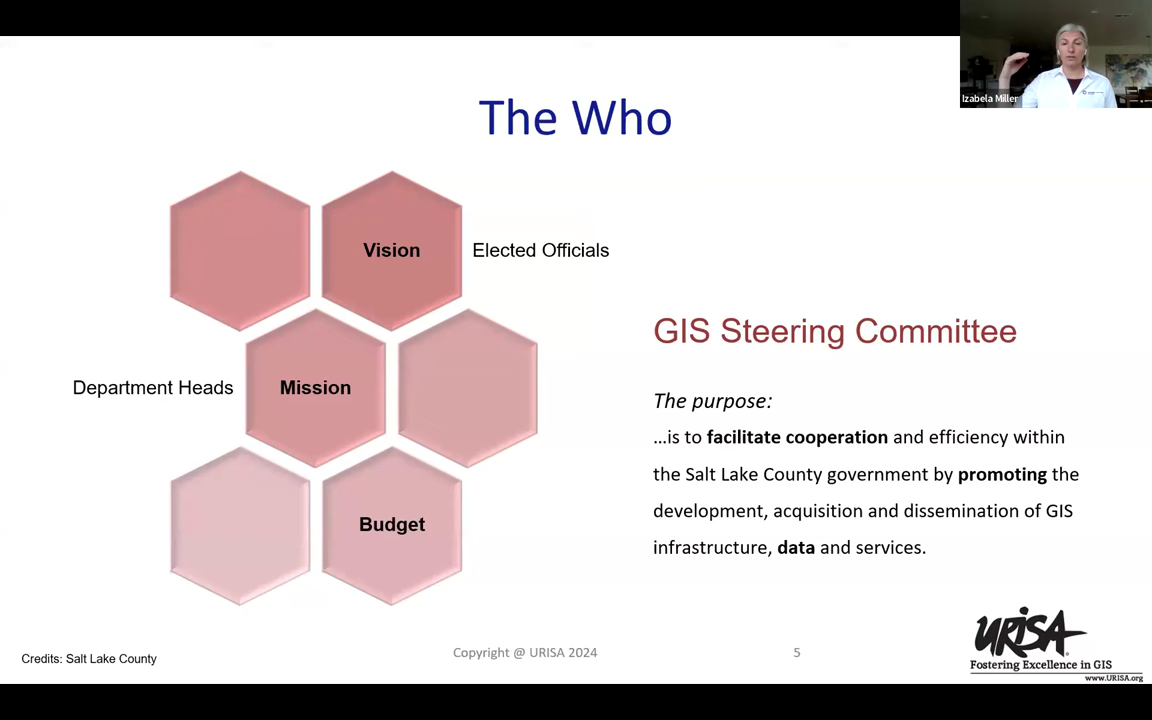 Izabela Miller
The Who
Vision
Elected Officials
Department Heads
Mission
Budget
GIS Steering Committee
The purpose:
...is to facilitate cooperation and efficiency within
the Salt Lake County government by promoting the
development, acquisition and dissemination of GIS
infrastructure, data and services.
Credits: Salt Lake County
Copyright @ URISA 2024
5
URISA
Fostering Excellence in GIS
www.URISA.org